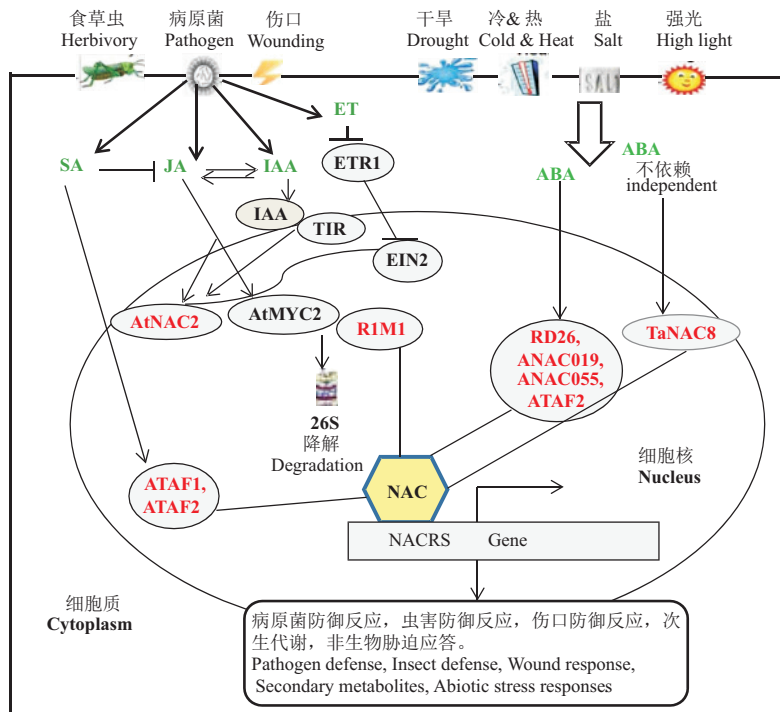 食草虫 病原菌 伤口 干旱 冷& 热 盐 强光
Herbivory Pathogen Wounding Drought Cold & Heat Salt High light
SALT
ET
SA JA IAA ETR1 ABA ABA
不依赖
independent
IAA TIR
EIN2
AtNAC2 AtMYC2 R1M1
RD26,
ANAC019,
ANAC055,
ATAF2
TaNAC8
26S
降解
Degradation
细胞核
Nucleus
ATAF1,
ATAF2
NAC
NACRS Gene
细胞质
Cytoplasm
病原菌防御反应，虫害防御反应，伤口防御反应，次
生代谢，非生物胁迫应答。
Pathogen defense, Insect defense, Wound response,
Secondary metabolites, Abiotic stress responses